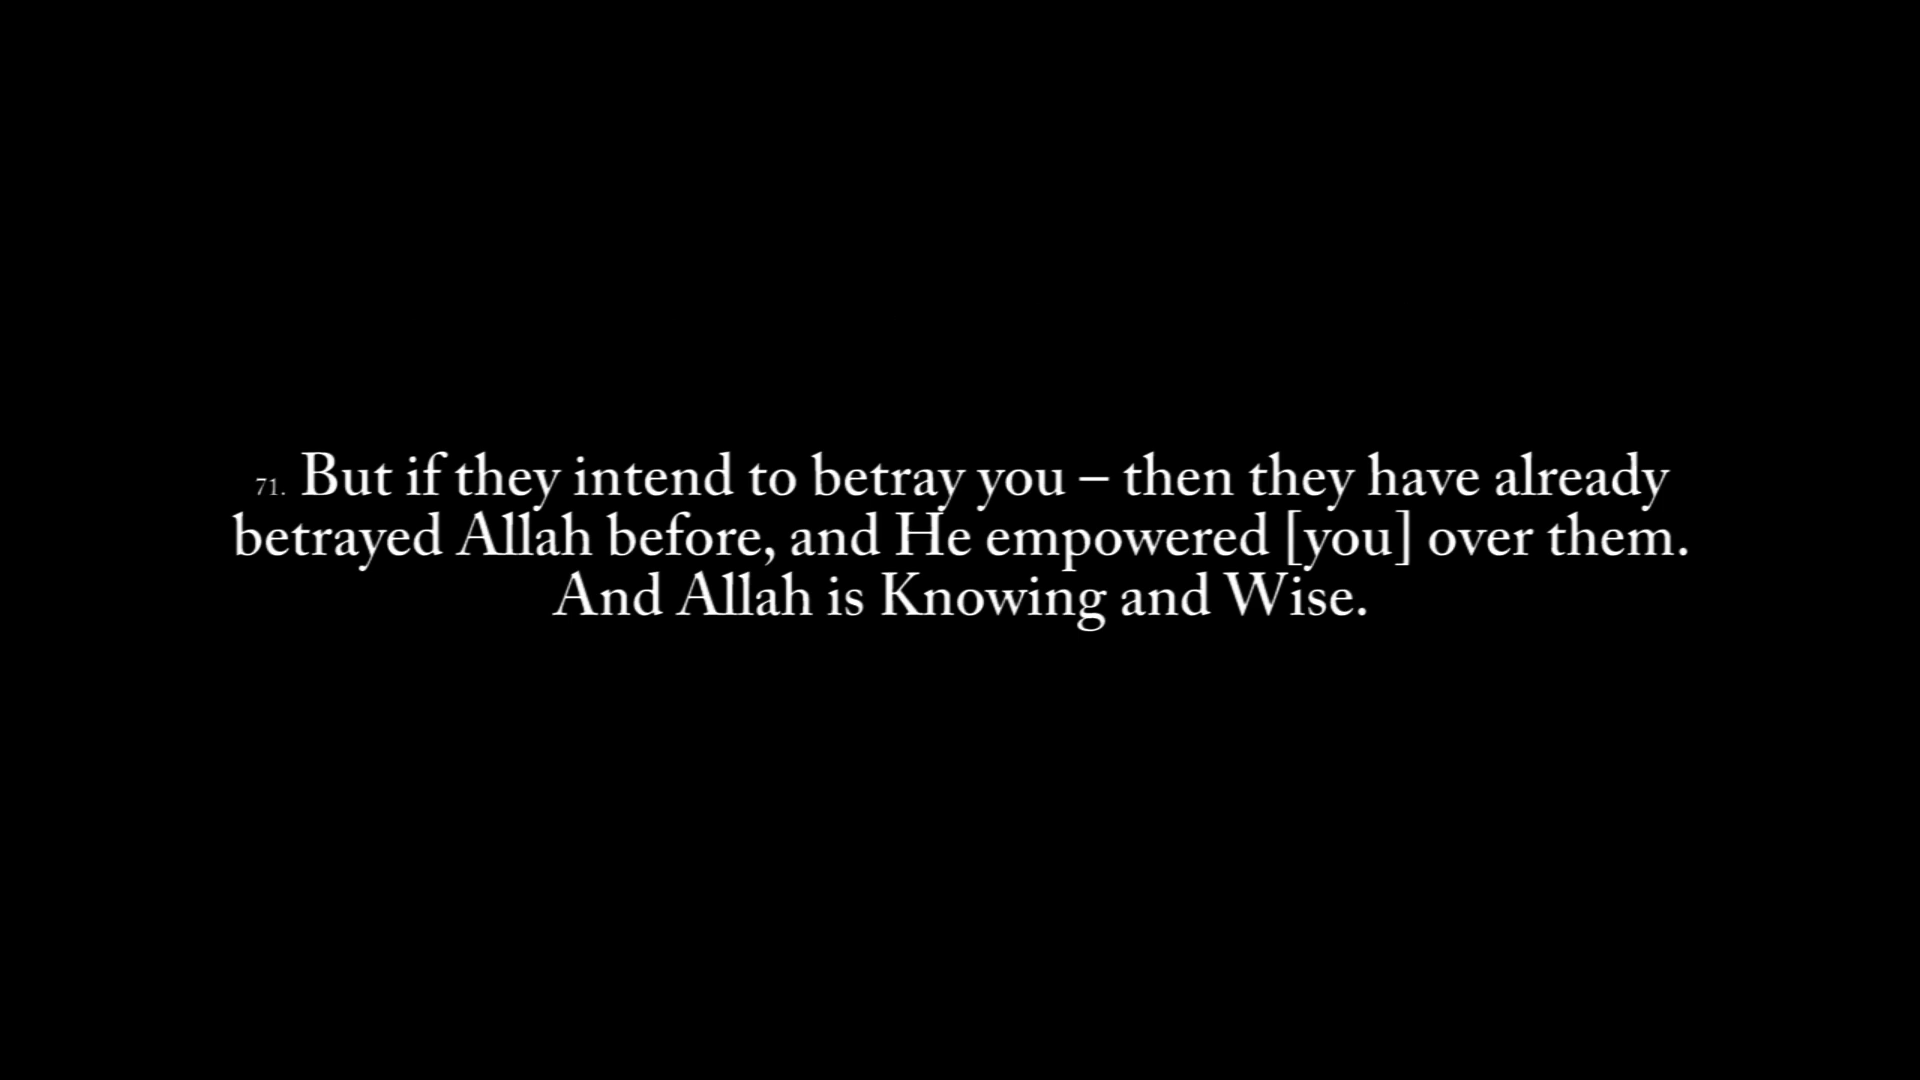 71. But if they intend to betray you – then they have already
betrayed Allah before, and He empowered [you] over them.
And Allah is Knowing and Wise.